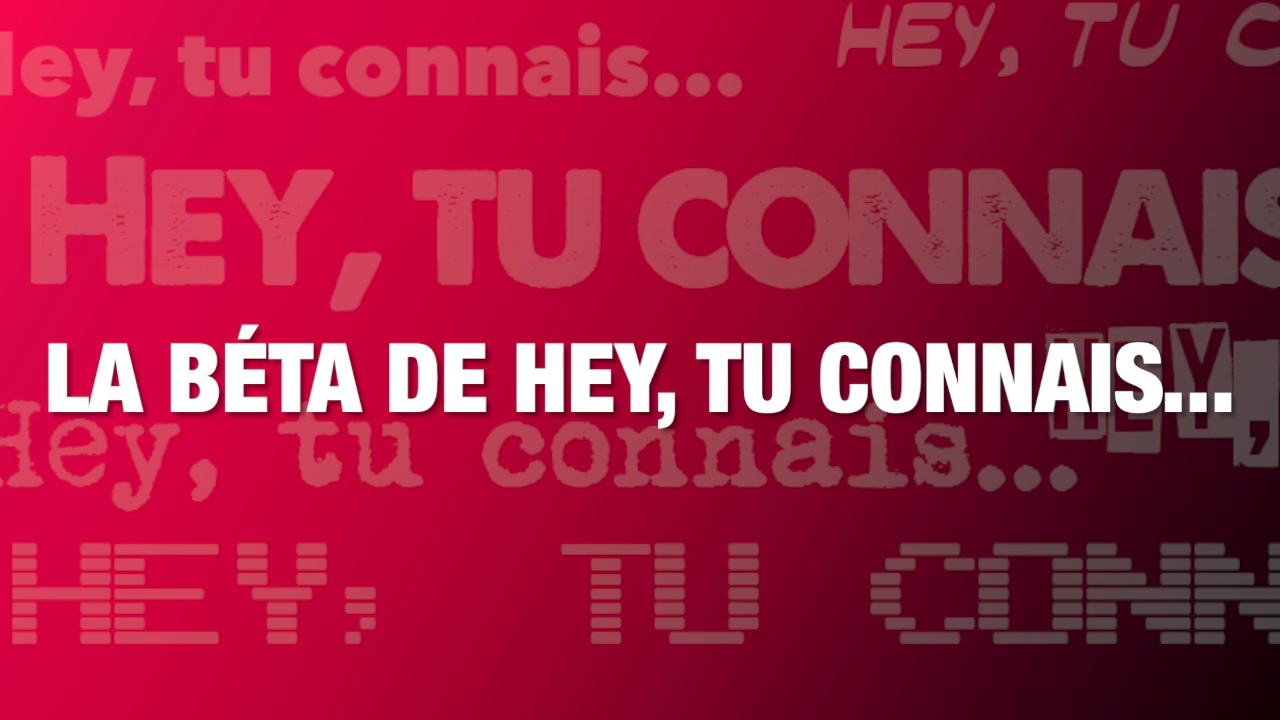 ey, tu connais...
HEY, TU C
HEY, TU CONNAIS
LA BÉTA DE HEY, TU CONNAIS...
HEY,
Hey, tu connais...
HEY, TU CONN